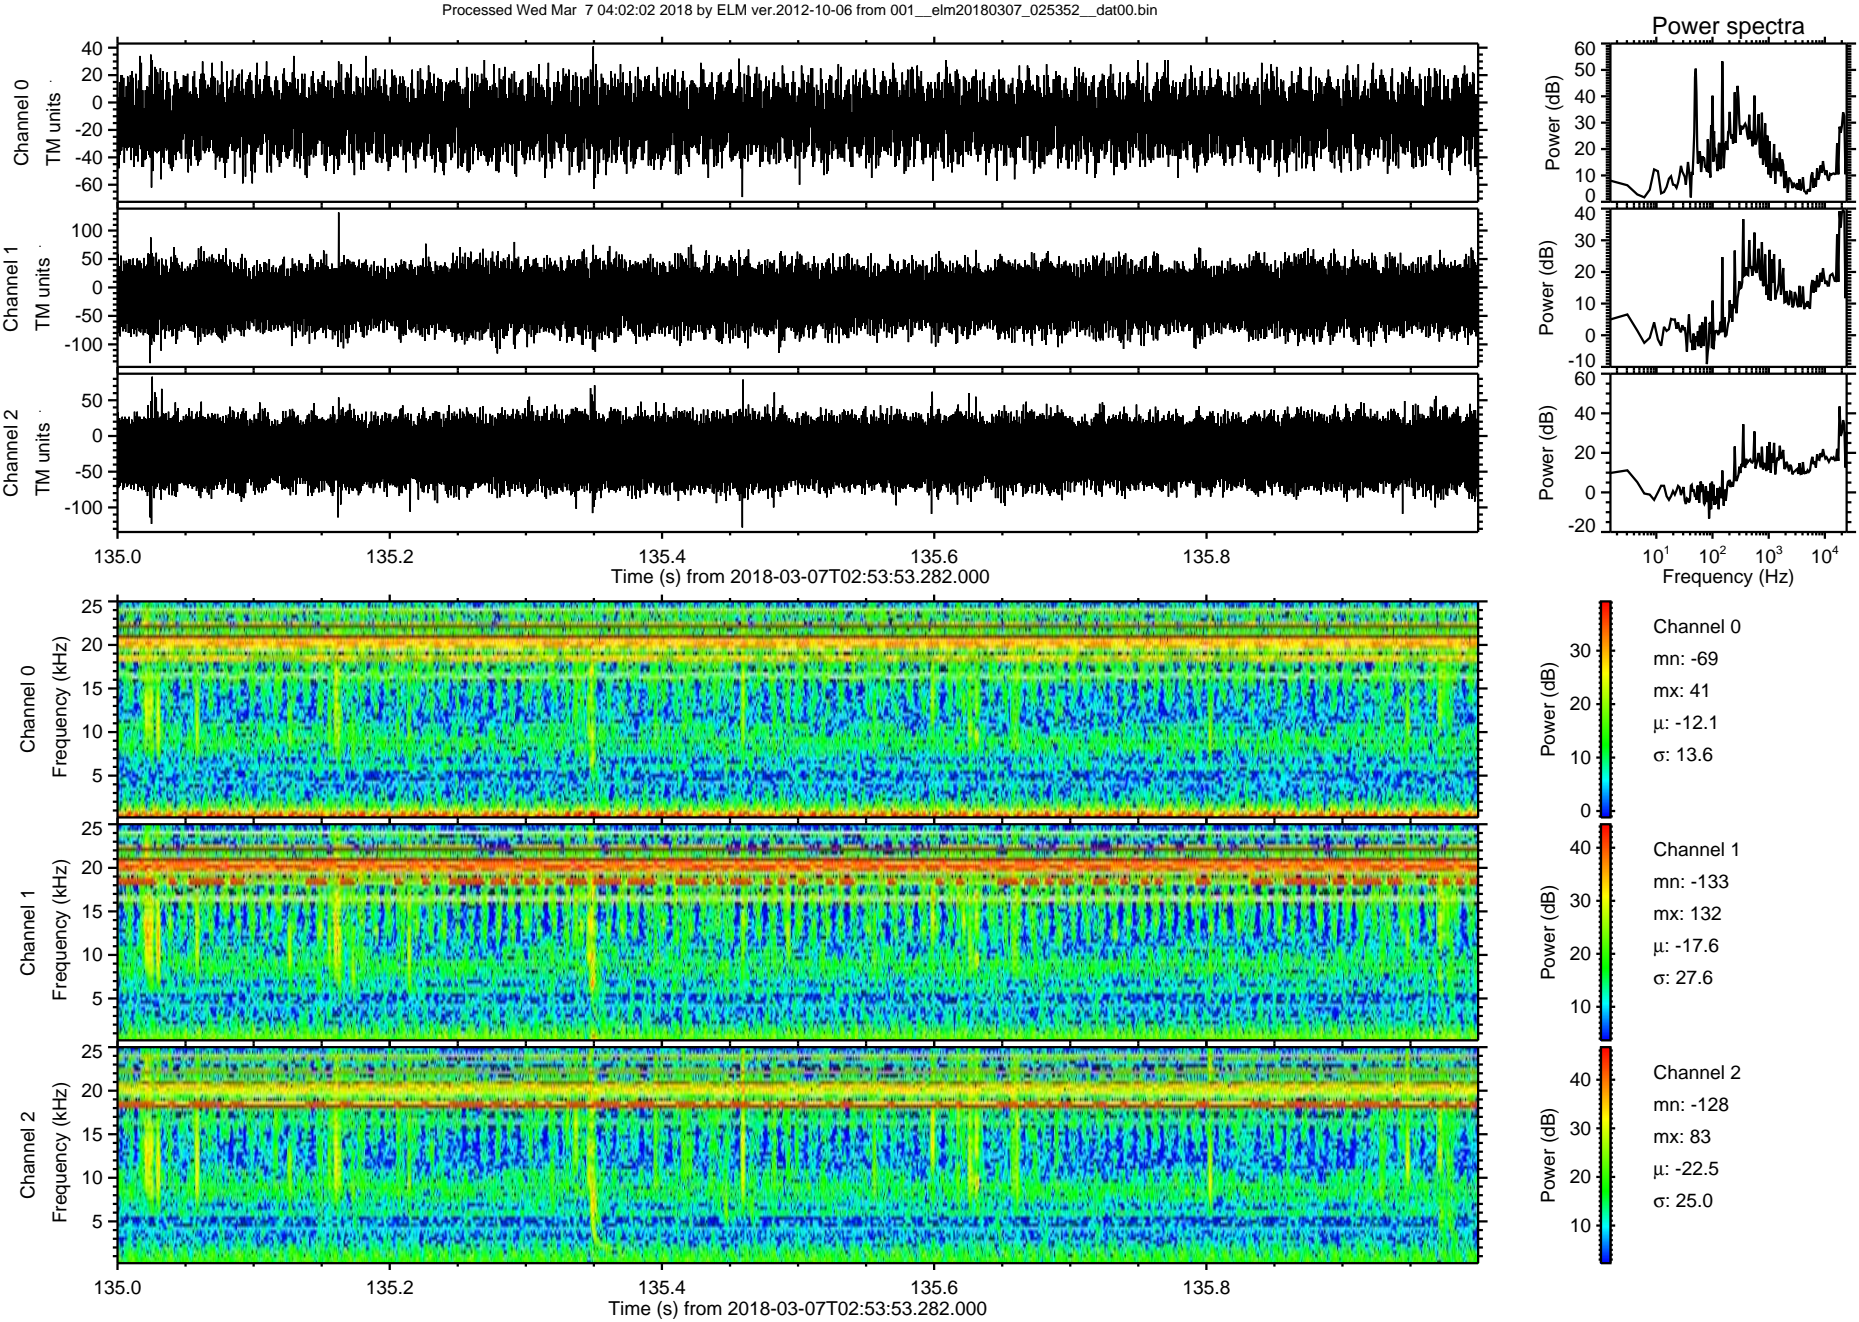 Processed Wed Mar 7 04:02:02 2018 by ELM ver.2012-10-06 from 001__elm20180307_025352__dat00.bin
Power spectra
Channel 0
TM units
40
20
0
-20
-40
-60
Power (dB)
60
50
40
30
20
10
0
Channel 1
TM units
100
50
0
-50
-100
Power (dB)
40
30
20
10
0
-10
Channel 2
TM units
50
0
-50
-100
Power (dB)
60
40
20
0
-20
135.0 135.2 135.4 135.6 135.8
Time (s) from 2018-03-07T02:53:53.282.000
10^1 10^2 10^3 10^4
Frequency (Hz)
Channel 0
Frequency (kHz)
25
20
15
10
5
Power (dB)
30
20
10
0
Channel 0
mn: -69
mx: 41
μ: -12.1
σ: 13.6
Channel 1
Frequency (kHz)
25
20
15
10
5
Power (dB)
40
30
20
10
Channel 1
mn: -133
mx: 132
μ: -17.6
σ: 27.6
Channel 2
Frequency (kHz)
25
20
15
10
5
Power (dB)
40
30
20
10
Channel 2
mn: -128
mx: 83
μ: -22.5
σ: 25.0
135.0 135.2 135.4 135.6 135.8
Time (s) from 2018-03-07T02:53:53.282.000